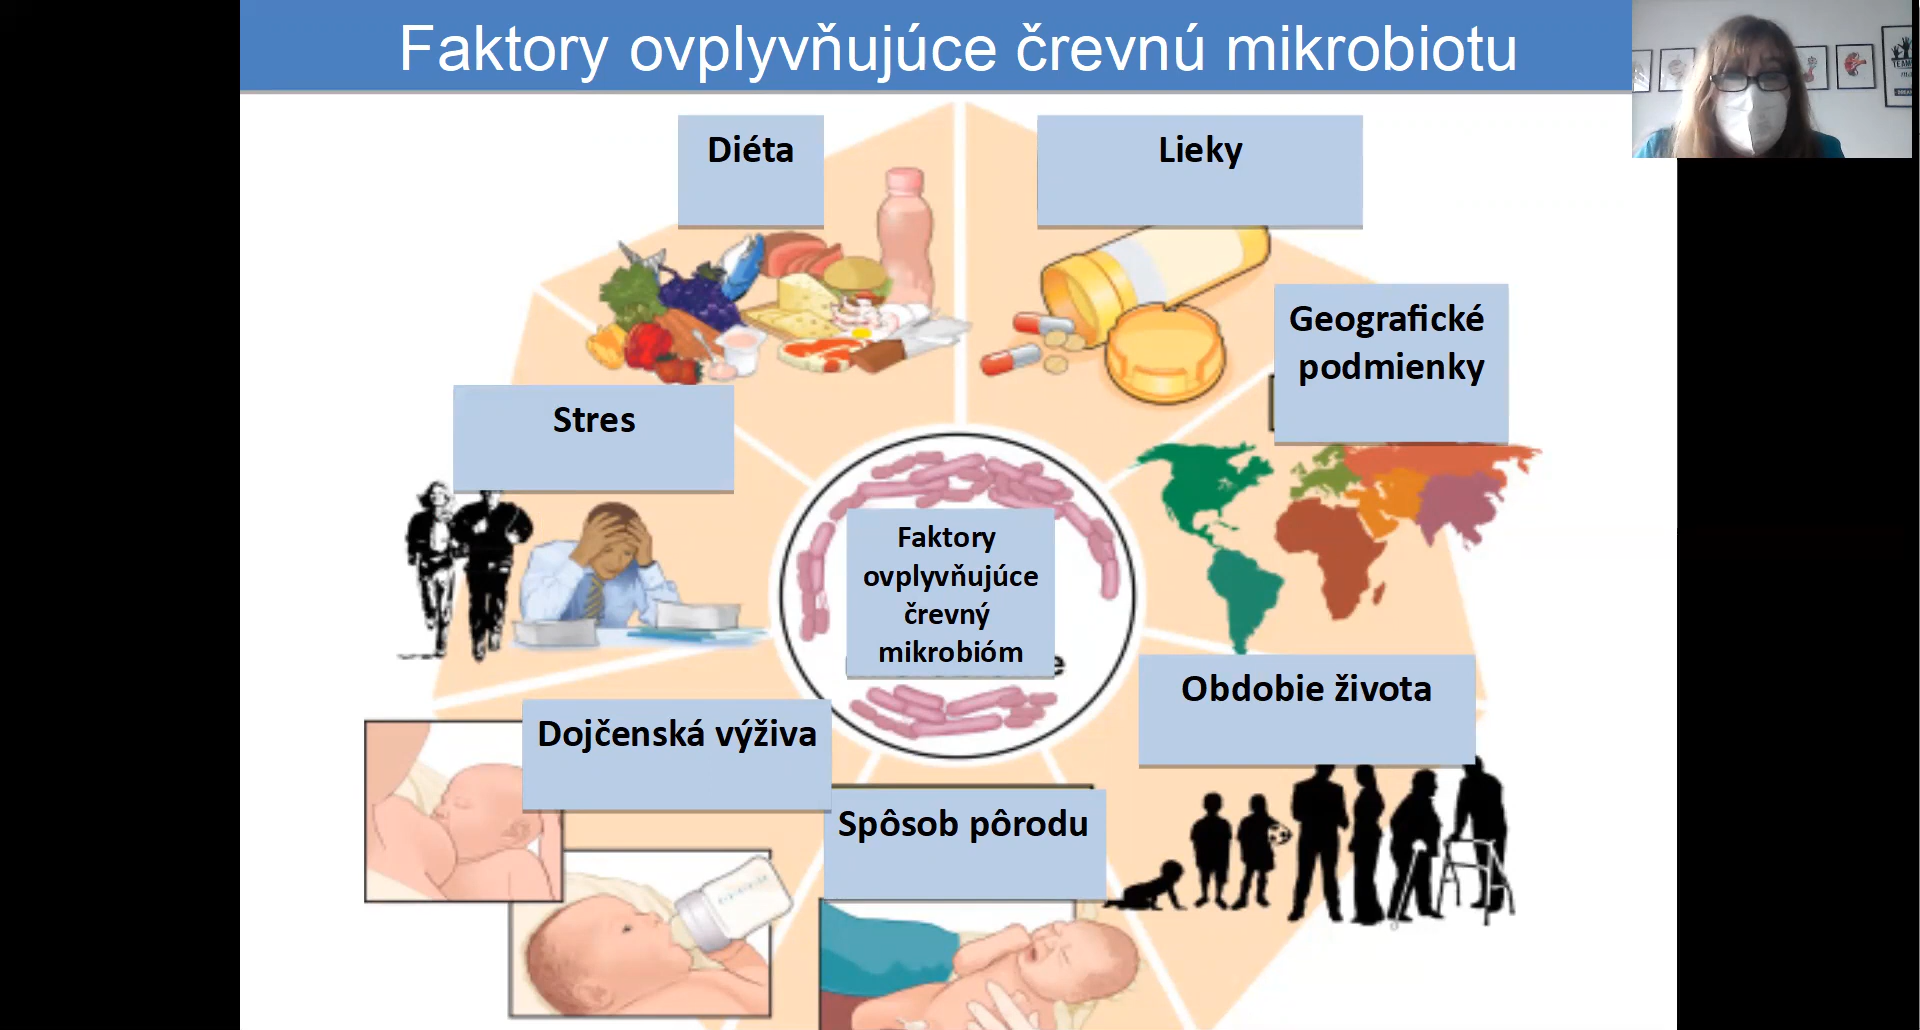 Faktory ovplyvňujúce črevnú mikrobiotu
Diéta
Lieky
Geografické
podmienky
Stres
Faktory
ovplyvňujúce
črevný
mikrobióm
Obdobie života
Dojčenská výživa
Spôsob pôrodu